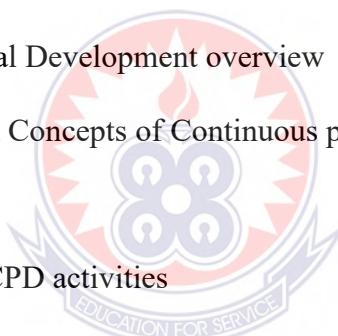 al Development overview
Concepts of Continuous p
CPD activities
EDUCATION FOR SERVICE